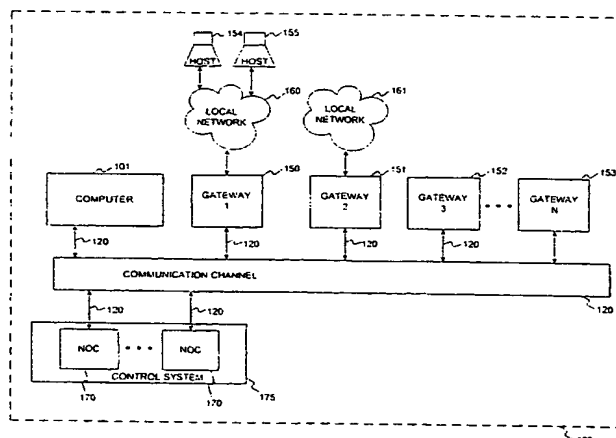 154
155
HOST
HOST
160
161
LOCAL
NETWORK
LOCAL
NETWORK
101
150
151
152
153
COMPUTER
GATEWAY
1
GATEWAY
2
GATEWAY
3
GATEWAY
N
120
120
120
120
COMMUNICATION CHANNEL
120
120
120
NOC
NOC
CONTROL SYSTEM
170
170
175